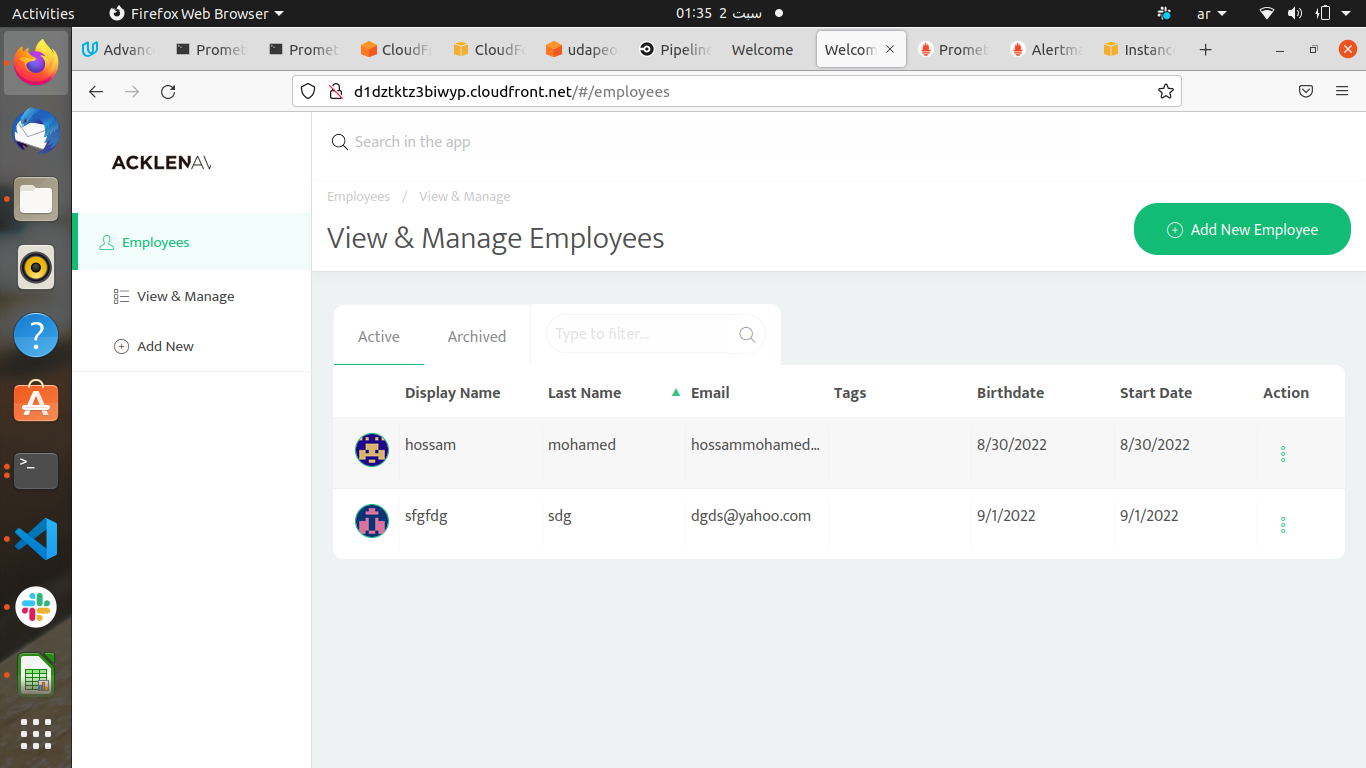 Activities Firefox Web Browser 01:35 2 سبت ar
Advanc Promet Promet CloudF CloudFo udapeo Pipeline Welcome Welcom Promet Alertma Instanc
d1dztktz3biwyp.cloudfront.net/#/employees
ACKLENAV
Search in the app
Employees / View & Manage
View & Manage Employees
Add New Employee
Employees
View & Manage
Add New
Active Archived Type to filter...
Display Name Last Name Email Tags Birthdate Start Date Action
hossam mohamed hossammohamed... 8/30/2022 8/30/2022
sfgfdg sdg dgds@yahoo.com 9/1/2022 9/1/2022